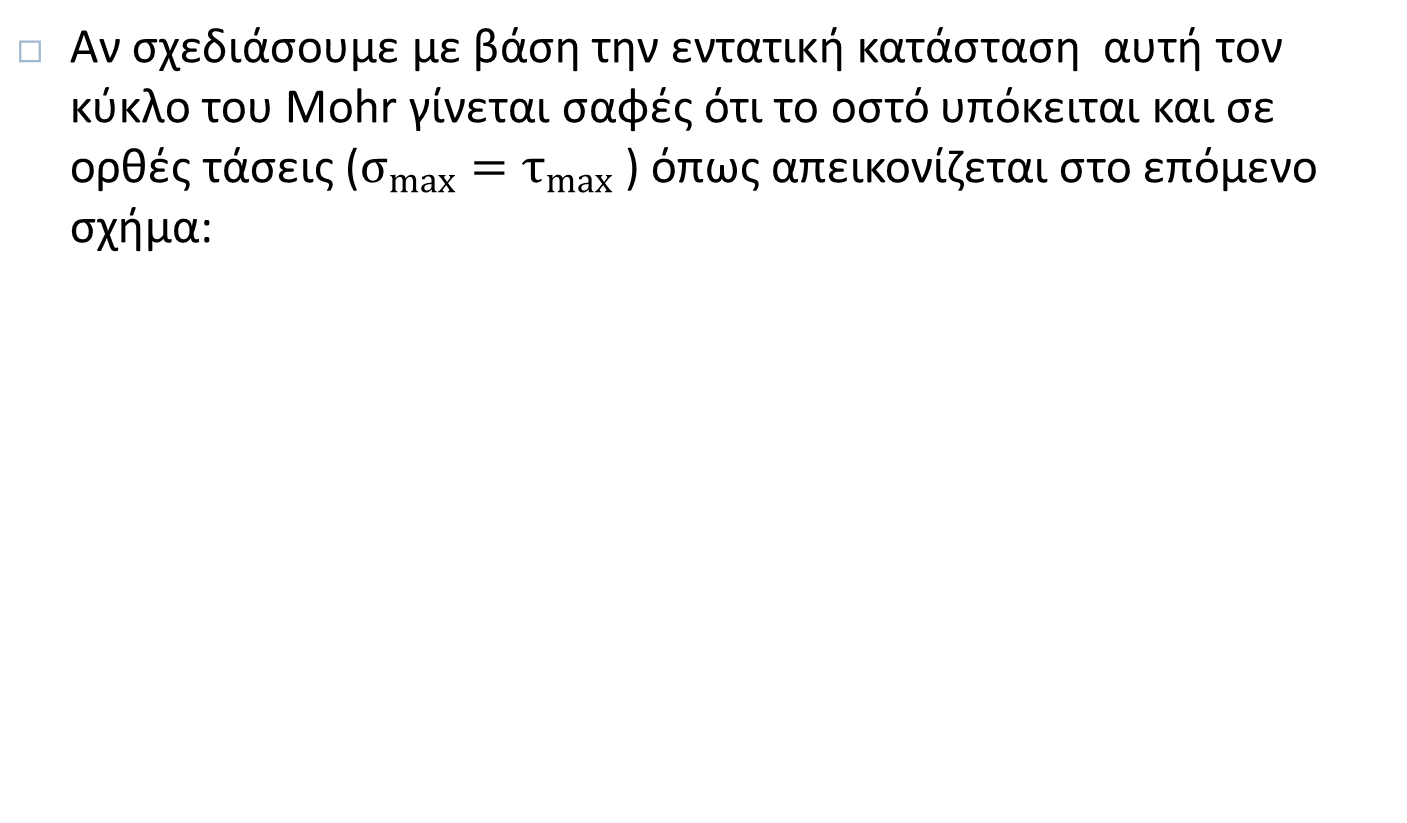 Αν σχεδιάσουμε με βάση την εντατική κατάσταση αυτή τον
κύκλο του Mohr γίνεται σαφές ότι το οστό υπόκειται και σε
ορθές τάσεις (σmax = τmax ) όπως απεικονίζεται στο επόμενο
σχήμα: